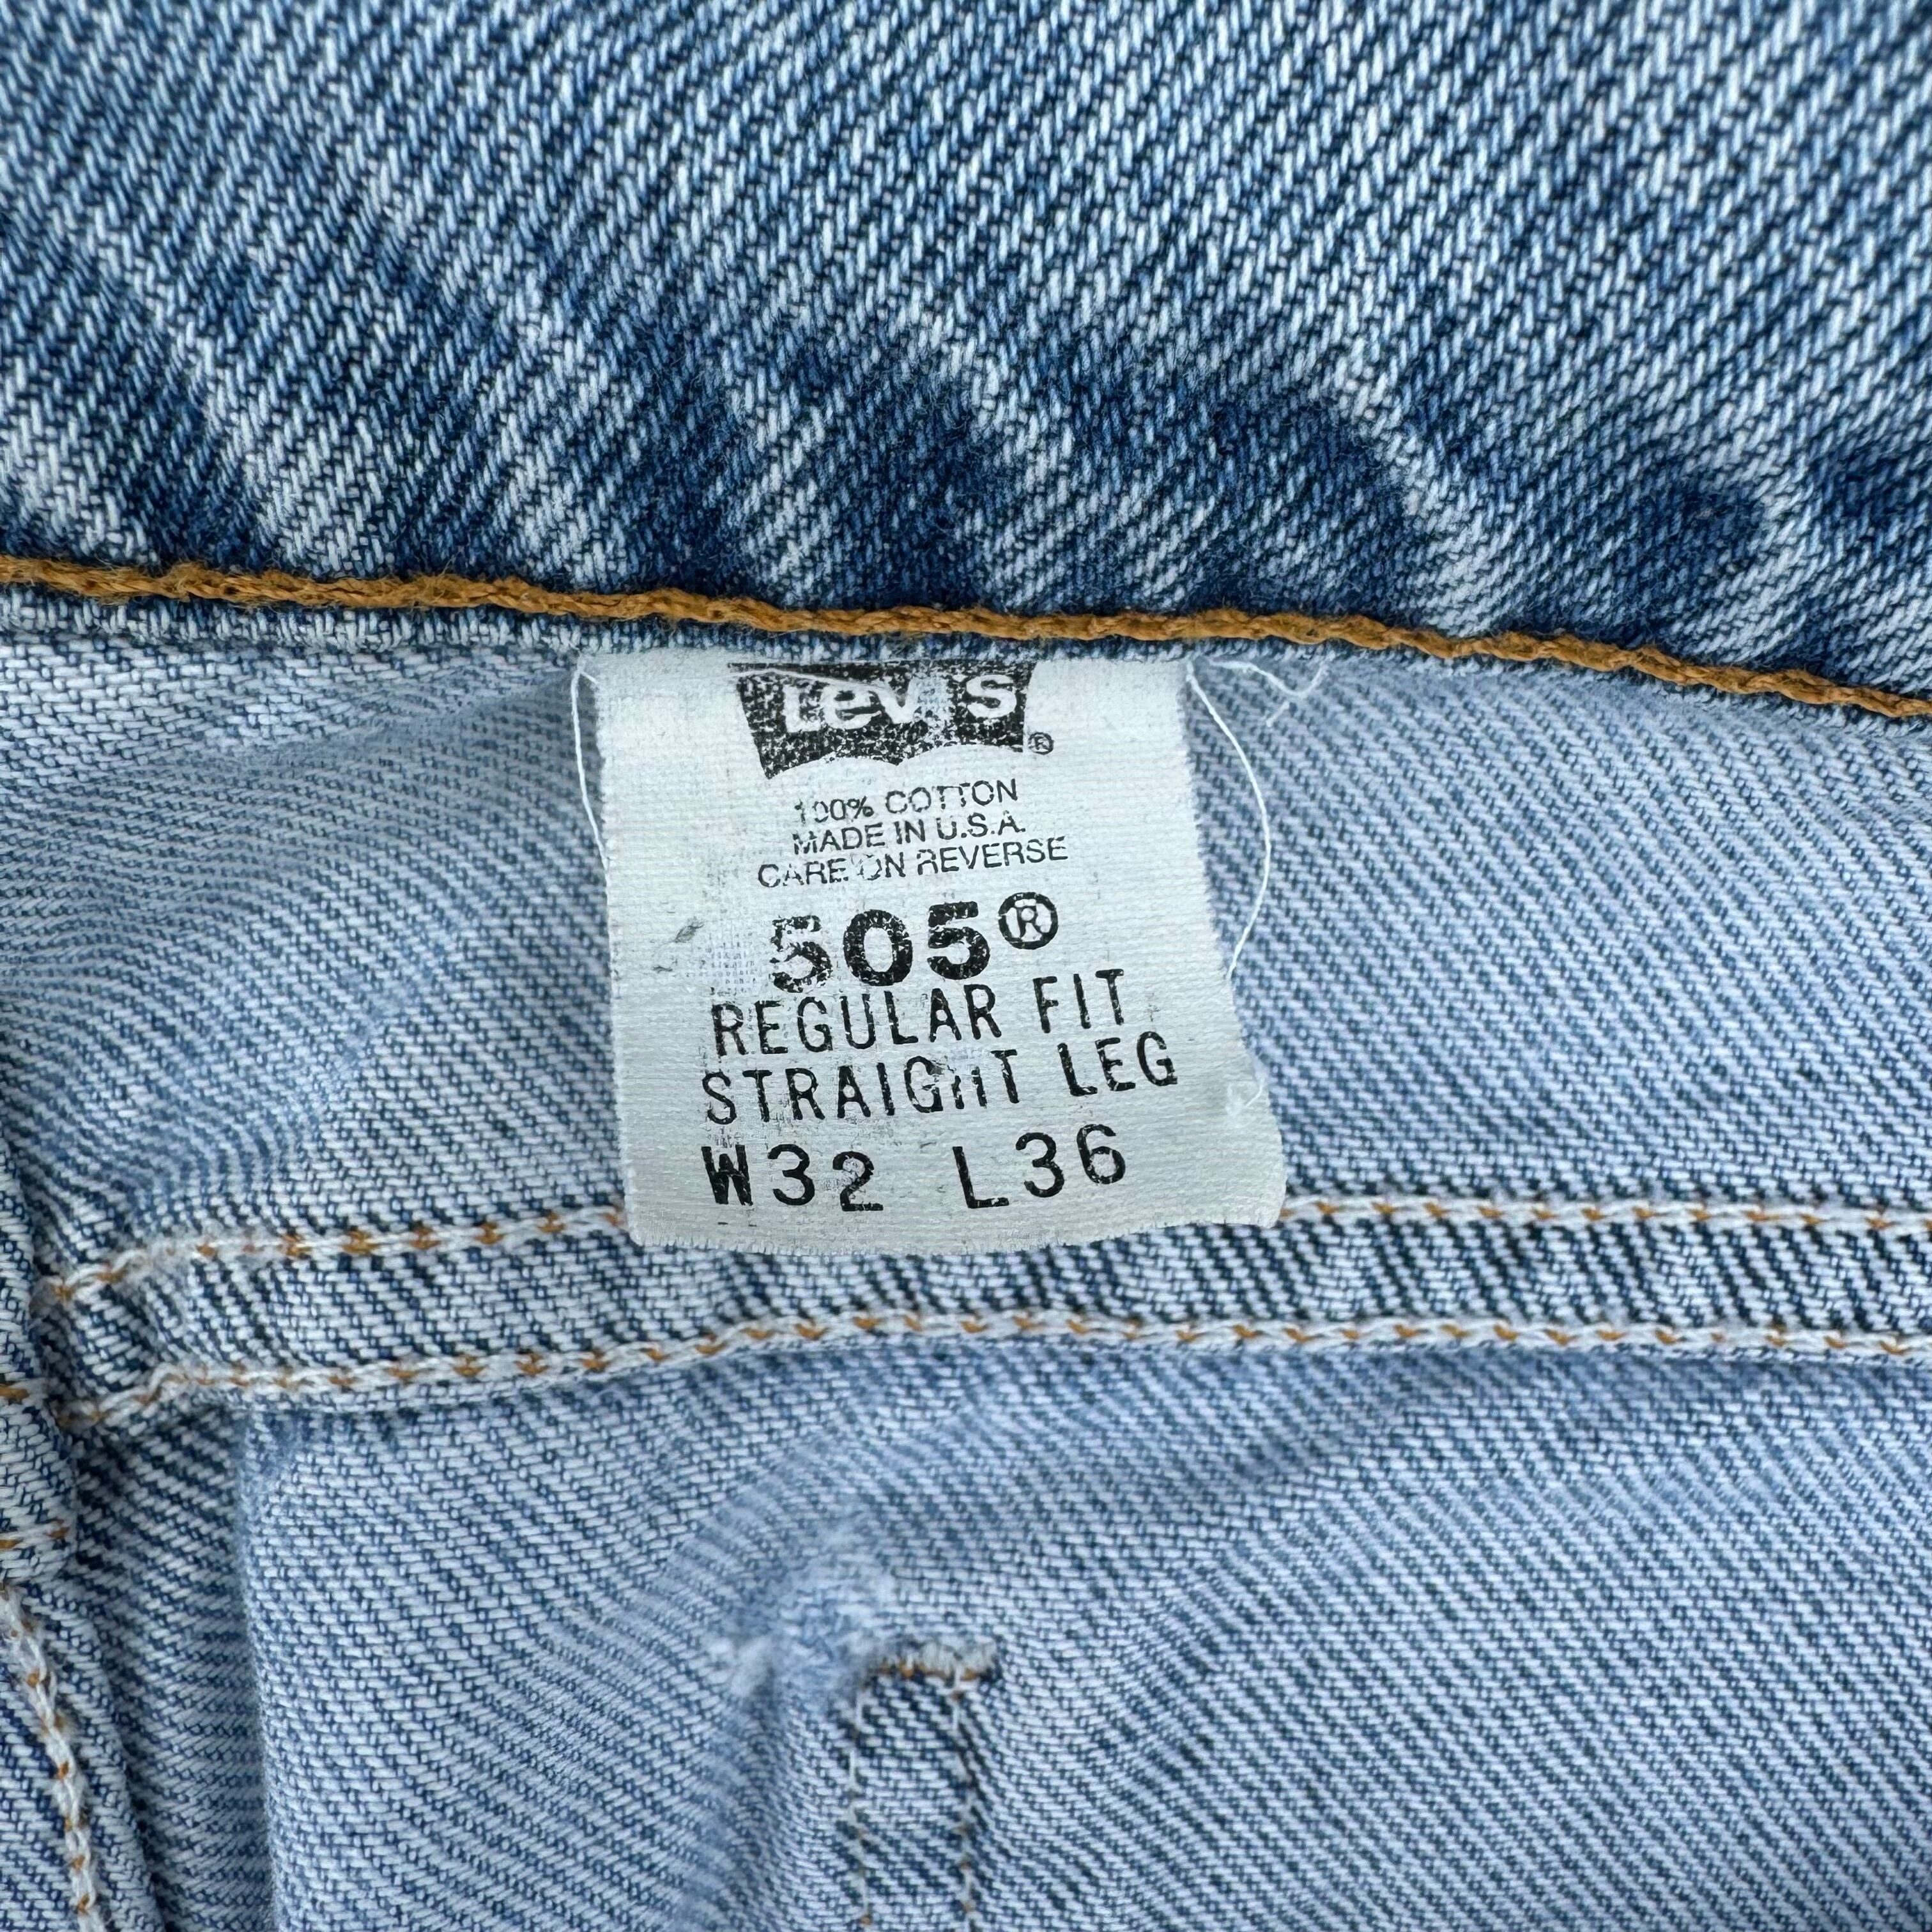 Levi's ®
100% COTTON
MADE IN U.S.A.
CARE ON REVERSE
505®
REGULAR FIT
STRAIGHT LEG
W32 L36